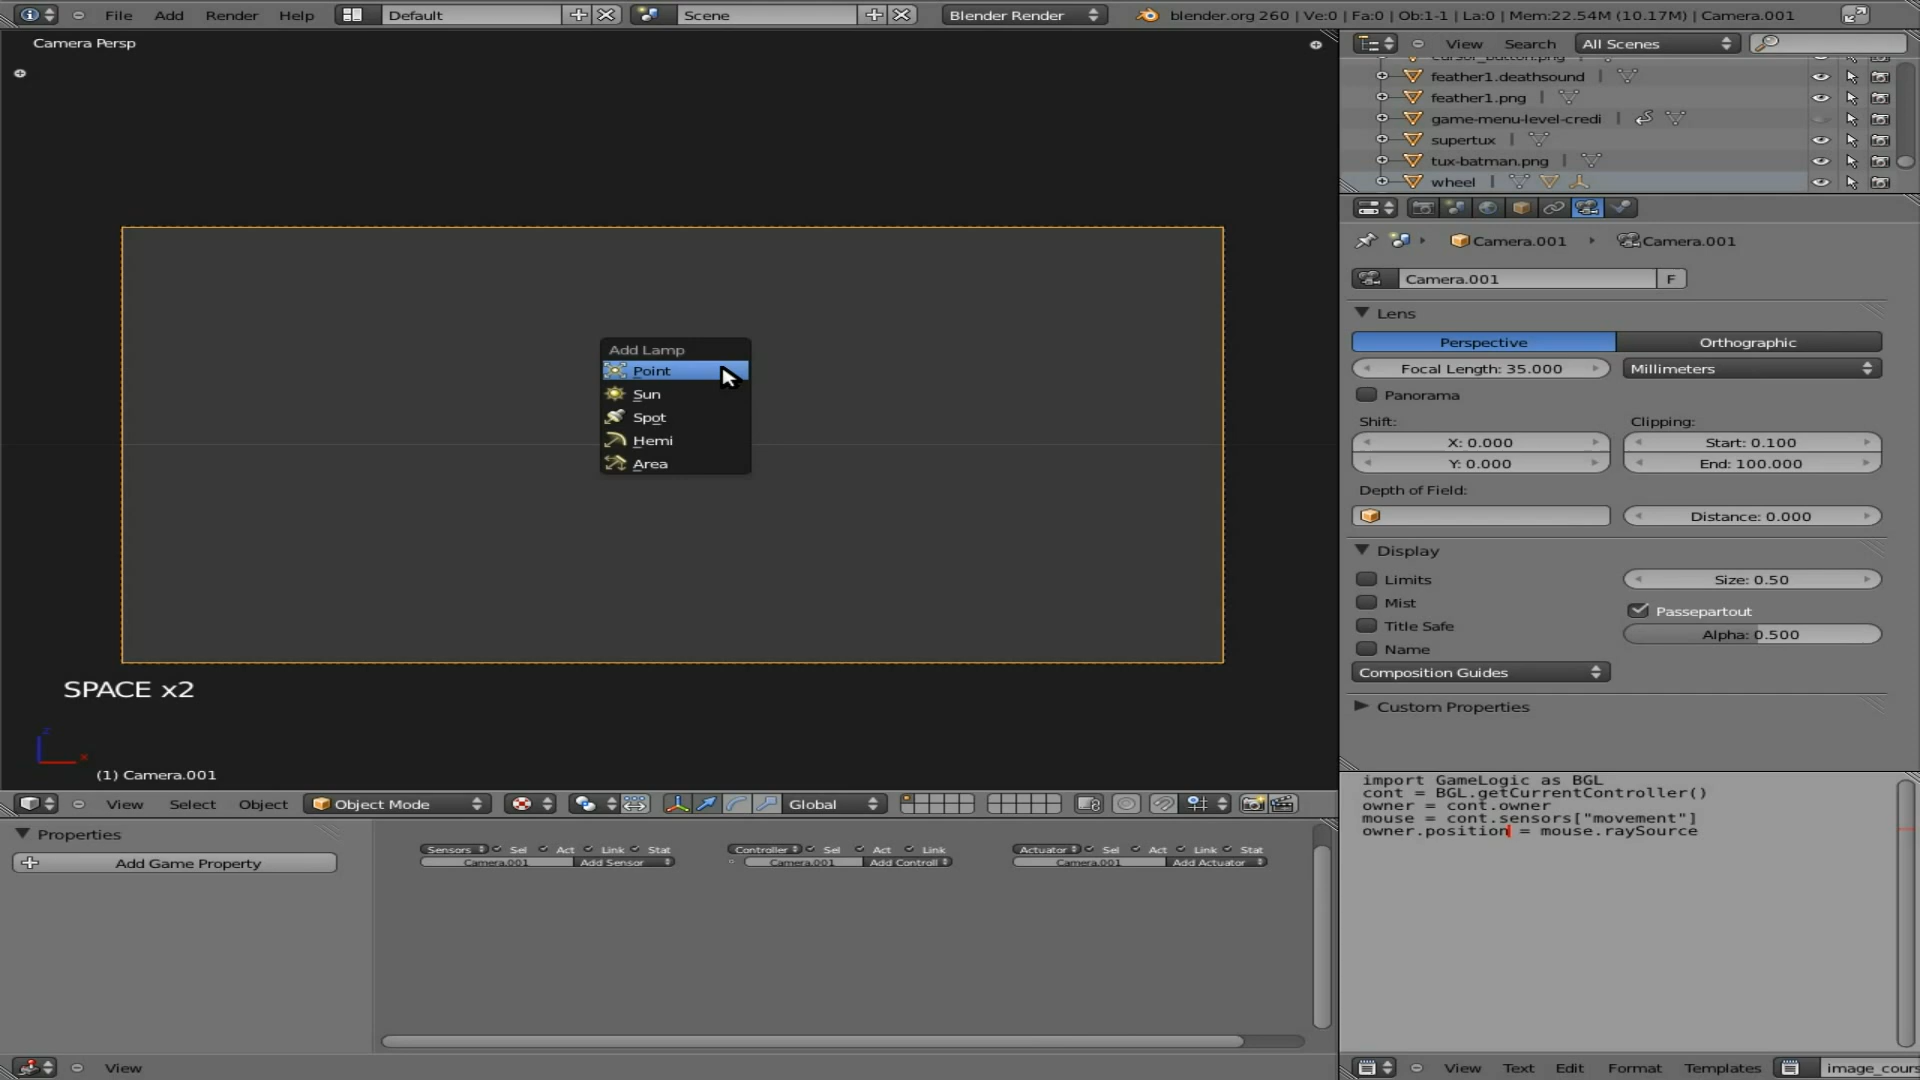 File Add Render Help Default Scene Blender Render blender.org 260 | Ve:0 | Fa:0 | Ob:1-1 | La:0 | Mem:22.54M (10.17M) | Camera.001
Camera Persp
Add Lamp
Point
Sun
Spot
Hemi
Area
SPACE x2
z
x
(1) Camera.001
View Select Object Object Mode Global
Properties
Add Game Property
Sensors Sel Act Link Stat
Camera.001 Add Sensor
Controller Sel Act Link
Camera.001 Add Controll
Actuator Sel Act Link Stat
Camera.001 Add Actuator
View
View Search All Scenes
cursor_button.png
feather1.deathsound
feather1.png
game-menu-level-credi
supertux
tux-batman.png
wheel
Camera.001 Camera.001
Camera.001 F
Lens
Perspective Orthographic
Focal Length: 35.000 Millimeters
Panorama
Shift: Clipping:
X: 0.000 Start: 0.100
Y: 0.000 End: 100.000
Depth of Field:
Distance: 0.000
Display
Limits Size: 0.50
Mist Passepartout
Title Safe Alpha: 0.500
Name
Composition Guides
Custom Properties
import GameLogic as BGL
cont = BGL.getCurrentController()
owner = cont.owner
mouse = cont.sensors["movement"]
owner.position = mouse.raySource
View Text Edit Format Templates image_cours